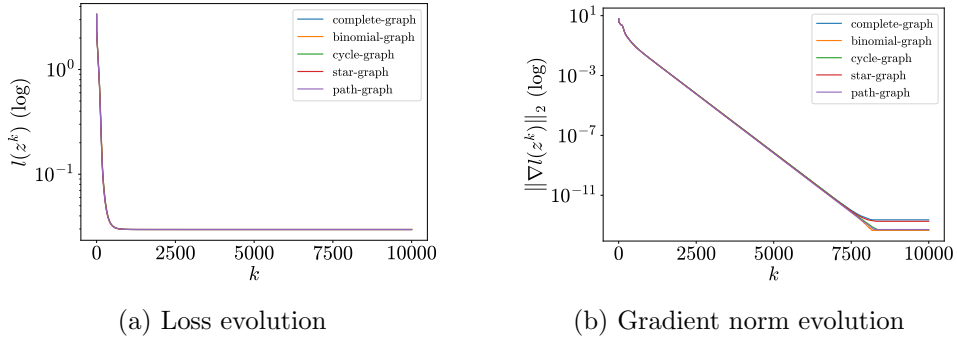 10^0
10^{-1}
l(z^k) (log)
0 2500 5000 7500 10000
k
complete-graph
binomial-graph
cycle-graph
star-graph
path-graph
(a) Loss evolution
10^1
10^{-3}
10^{-7}
10^{-11}
||∇l(z^k)||_2 (log)
0 2500 5000 7500 10000
k
complete-graph
binomial-graph
cycle-graph
star-graph
path-graph
(b) Gradient norm evolution